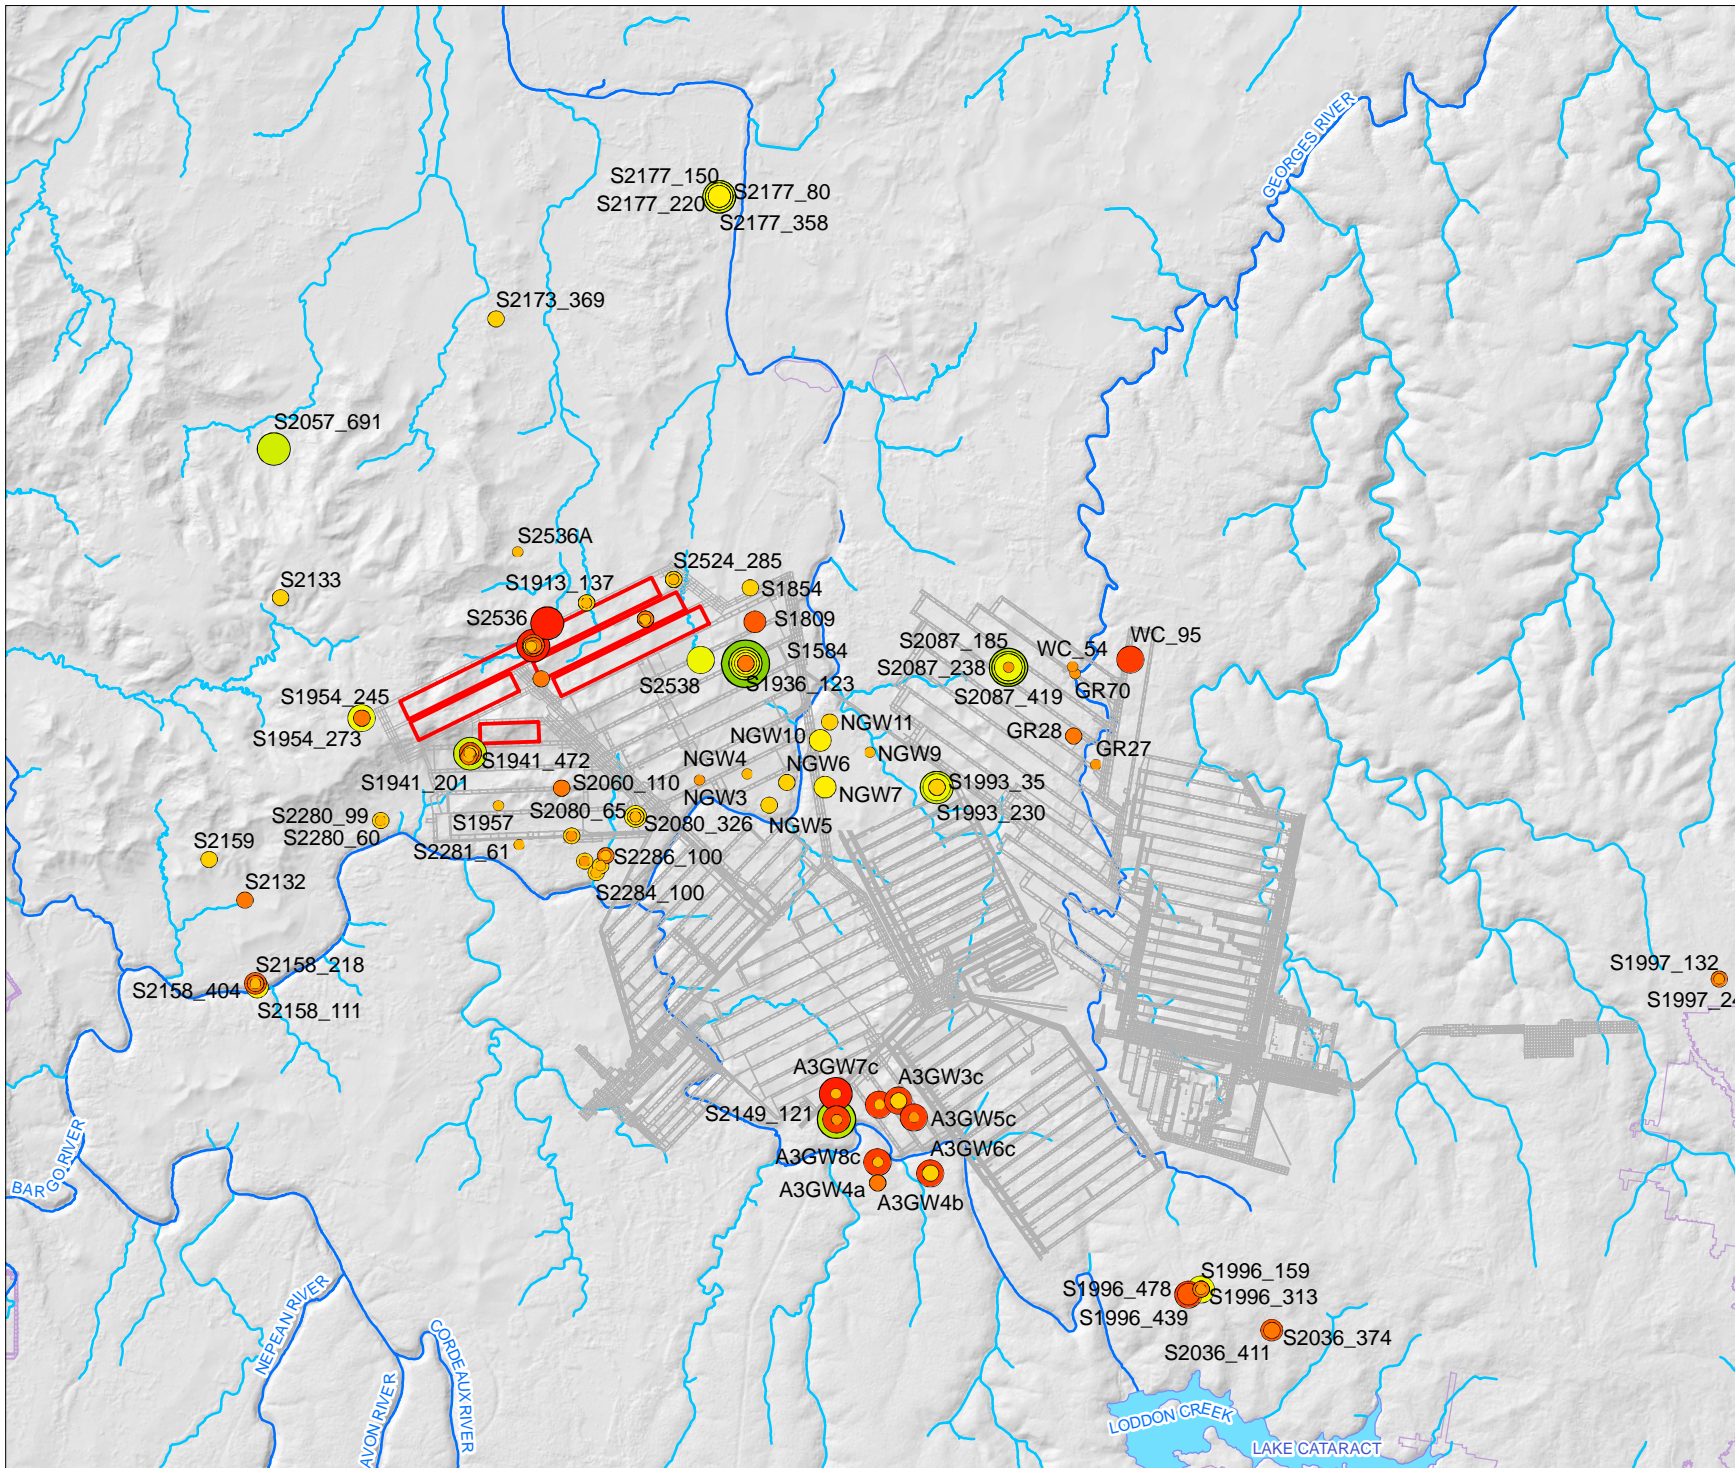 GEORGES RIVER
S2177_150
S2177_80
S2177_220
S2177_358
S2173_369
S2057_691
S2536A
S2524_285
S1913_137
S2133
S1854
S2536
S1809
S1584
S2087_185
WC_54
WC_95
S2087_238
S2538
S1936_123
S2087_419
GR70
S1954_245
S1954_273
NGW11
GR28
NGW10
GR27
NGW9
S1941_472
NGW4
NGW6
S1941_201
S2060_110
S1993_35
NGW3
NGW7
S2280_99
S1957
S2080_65
S2080_326
NGW5
S1993_230
S2280_60
S2159
S2281_61
S2286_100
S2132
S2284_100
S2158_218
S1997_132
S2158_404
S2158_111
S1997_24
A3GW7c
A3GW3c
S2149_121
A3GW5c
A3GW8c
A3GW6c
BARGO RIVER
A3GW4a
A3GW4b
S1996_159
S1996_478
S1996_313
S1996_439
NEPEAN RIVER
CORDEAUX RIVER
S2036_374
S2036_411
AVON RIVER
LODDON CREEK
LAKE CATARACT